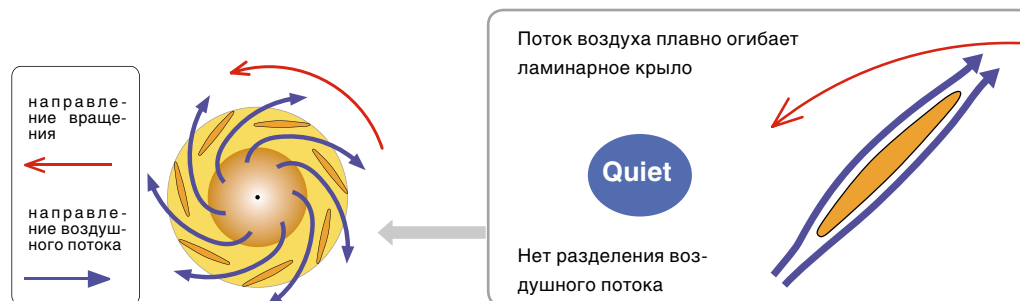 направле-
ние враще-
ния
направле-
ние воздуш-
ного потока
Поток воздуха плавно огибает
ламинарное крыло
Quiet
Нет разделения воз-
душного потока